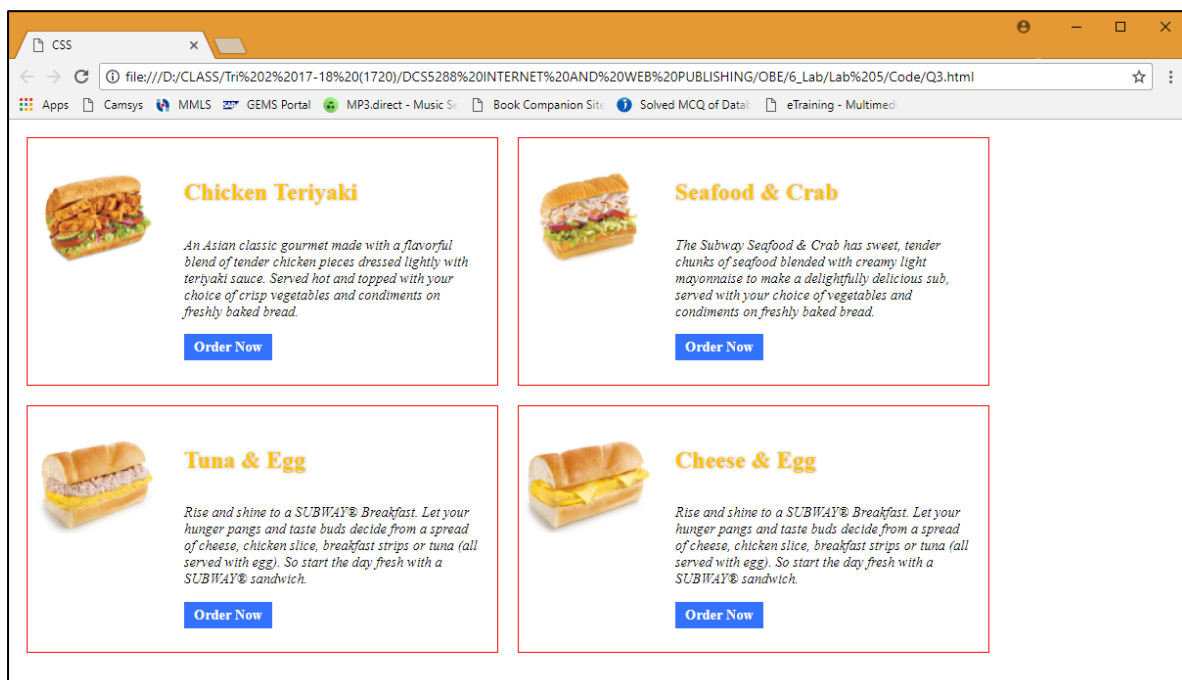 CSS
file:///D:/CLASS/Tri%202%2017-18%20(1720)/DCS5288%20INTERNET%20AND%20WEB%20PUBLISHING/OBE/6_Lab/Lab%205/Code/Q3.html
Apps Camsys MMLS SAP GEMS Portal MP3.direct - Music Se Book Companion Site Solved MCQ of Datab eTraining - Multimedi
Chicken Teriyaki
An Asian classic gourmet made with a flavorful
blend of tender chicken pieces dressed lightly with
teriyaki sauce. Served hot and topped with your
choice of crisp vegetables and condiments on
freshly baked bread.
Order Now
Seafood & Crab
The Subway Seafood & Crab has sweet, tender
chunks of seafood blended with creamy light
mayonnaise to make a delightfully delicious sub,
served with your choice of vegetables and
condiments on freshly baked bread.
Order Now
Tuna & Egg
Rise and shine to a SUBWAY® Breakfast. Let your
hunger pangs and taste buds decide from a spread
of cheese, chicken slice, breakfast strips or tuna (all
served with egg). So start the day fresh with a
SUBWAY® sandwich.
Order Now
Cheese & Egg
Rise and shine to a SUBWAY® Breakfast. Let your
hunger pangs and taste buds decide from a spread
of cheese, chicken slice, breakfast strips or tuna (all
served with egg). So start the day fresh with a
SUBWAY® sandwich.
Order Now